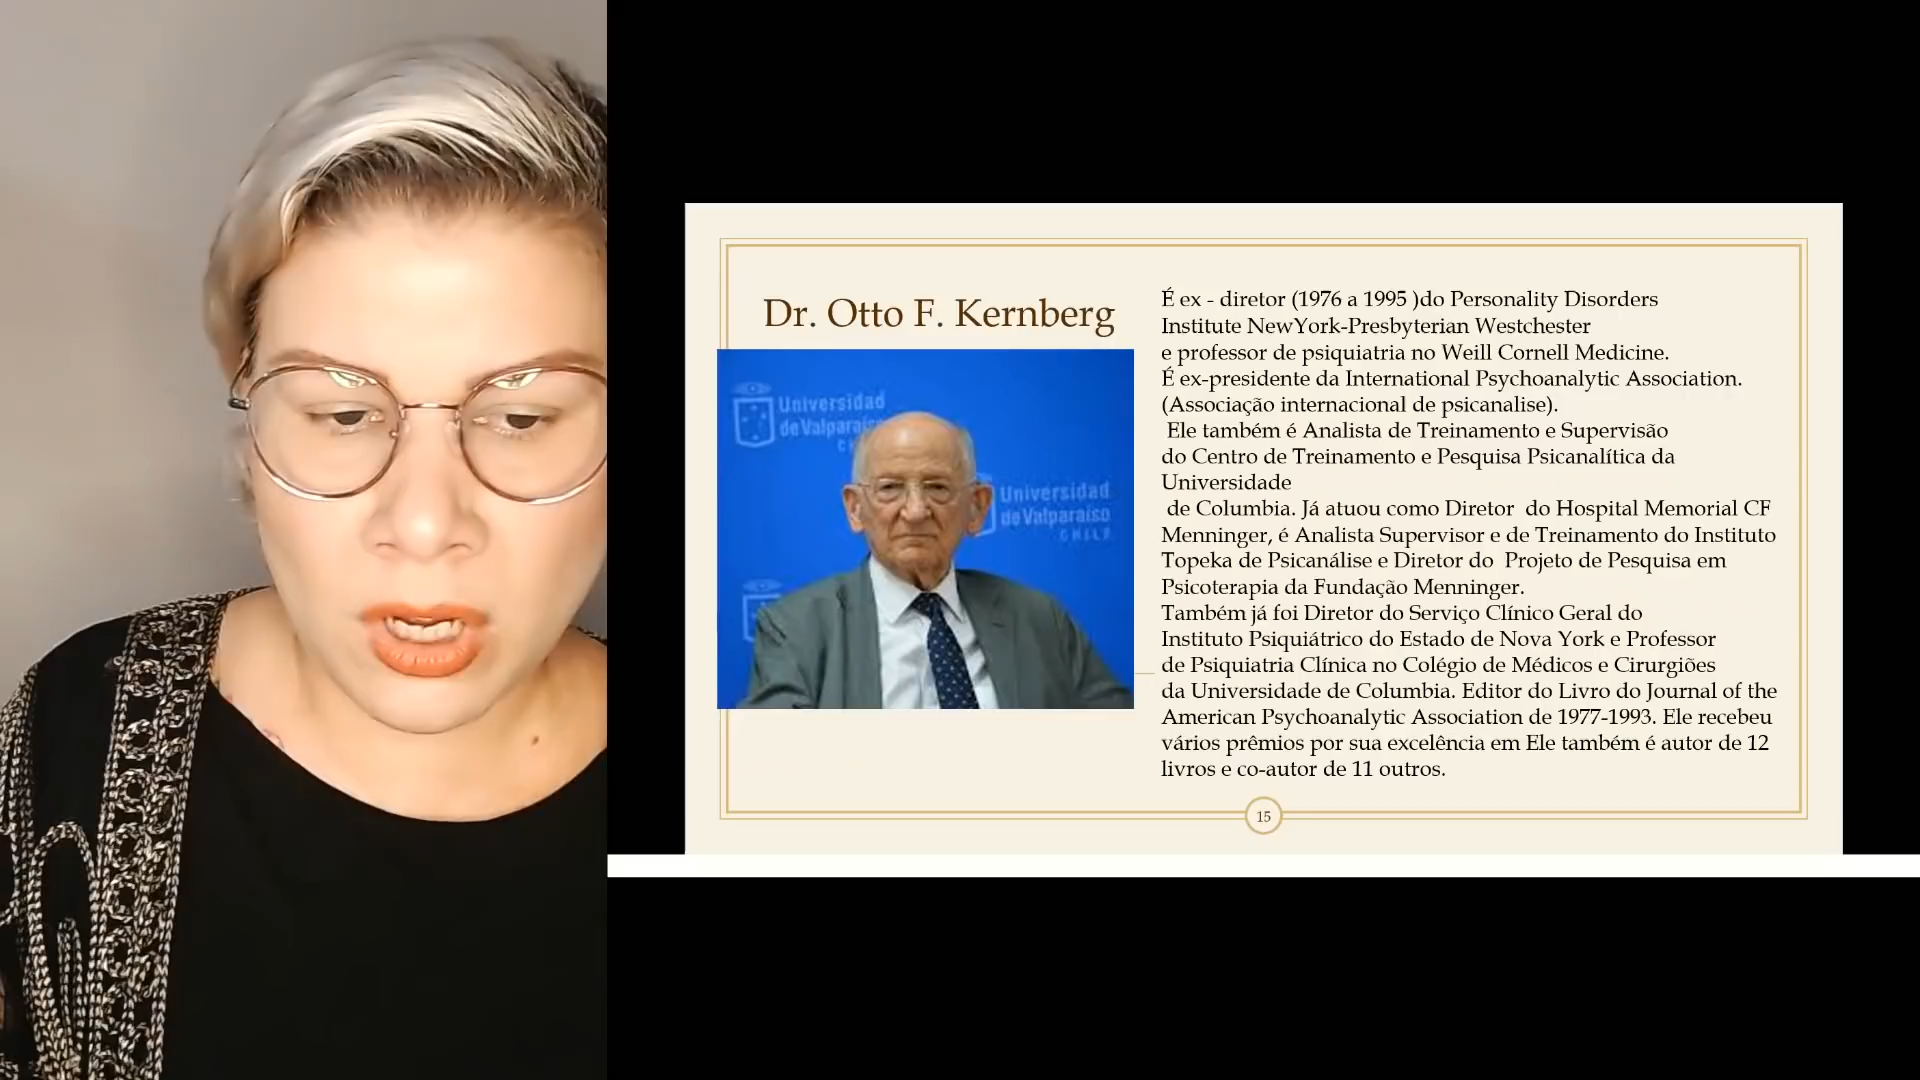 Dr. Otto F. Kernberg
Universidad
de Valparaíso
Universidad
de Valparaíso
CHILE
É ex - diretor (1976 a 1995 )do Personality Disorders
Institute NewYork-Presbyterian Westchester
e professor de psiquiatria no Weill Cornell Medicine.
É ex-presidente da International Psychoanalytic Association.
(Associação internacional de psicanalise).
Ele também é Analista de Treinamento e Supervisão
do Centro de Treinamento e Pesquisa Psicanalítica da
Universidade
de Columbia. Já atuou como Diretor do Hospital Memorial CF
Menninger, é Analista Supervisor e de Treinamento do Instituto
Topeka de Psicanálise e Diretor do Projeto de Pesquisa em
Psicoterapia da Fundação Menninger.
Também já foi Diretor do Serviço Clínico Geral do
Instituto Psiquiátrico do Estado de Nova York e Professor
de Psiquiatria Clínica no Colégio de Médicos e Cirurgiões
da Universidade de Columbia. Editor do Livro do Journal of the
American Psychoanalytic Association de 1977-1993. Ele recebeu
vários prêmios por sua excelência em Ele também é autor de 12
livros e co-autor de 11 outros.
15